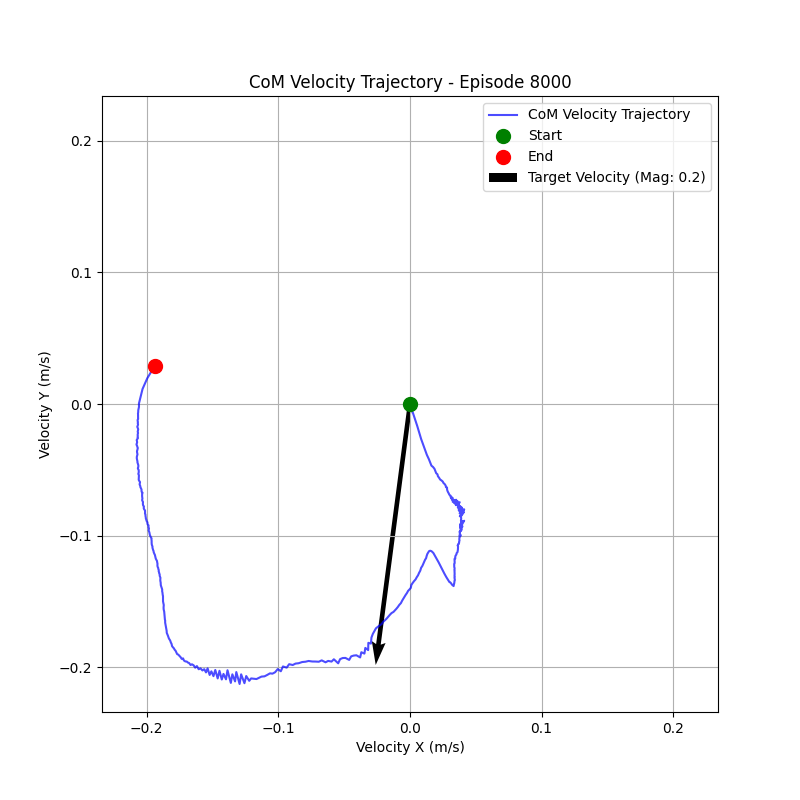 CoM Velocity Trajectory - Episode 8000
CoM Velocity Trajectory
Start
End
Target Velocity (Mag: 0.2)
0.2
0.1
0.0
−0.1
−0.2
Velocity Y (m/s)
−0.2 −0.1 0.0 0.1 0.2
Velocity X (m/s)